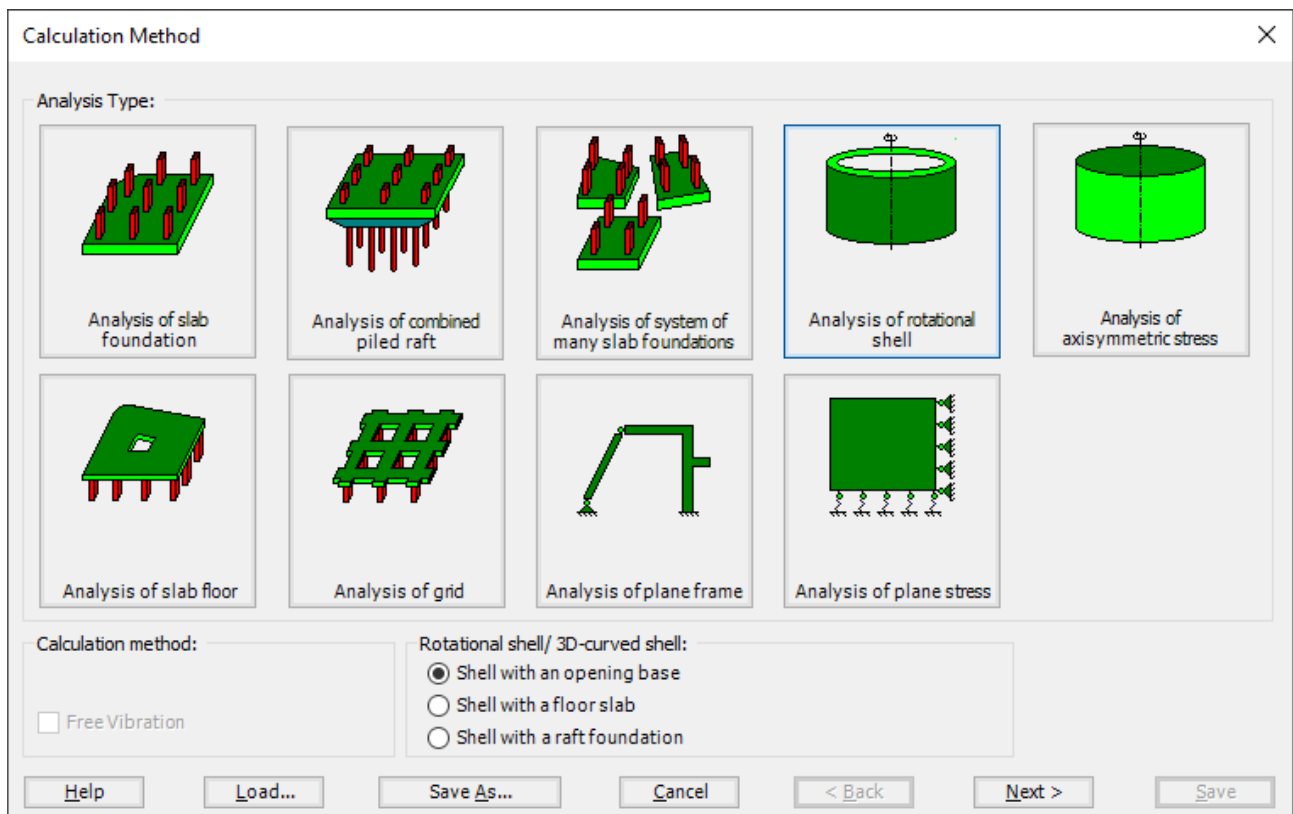 Calculation Method
Analysis Type:
Analysis of slab
foundation
Analysis of combined
piled raft
Analysis of system of
many slab foundations
Analysis of rotational
shell
Analysis of
axisymmetric stress
Analysis of slab floor
Analysis of grid
Analysis of plane frame
Analysis of plane stress
Calculation method:
Free Vibration
Rotational shell/ 3D-curved shell:
Shell with an opening base
Shell with a floor slab
Shell with a raft foundation
Help
Load...
Save As...
Cancel
< Back
Next >
Save